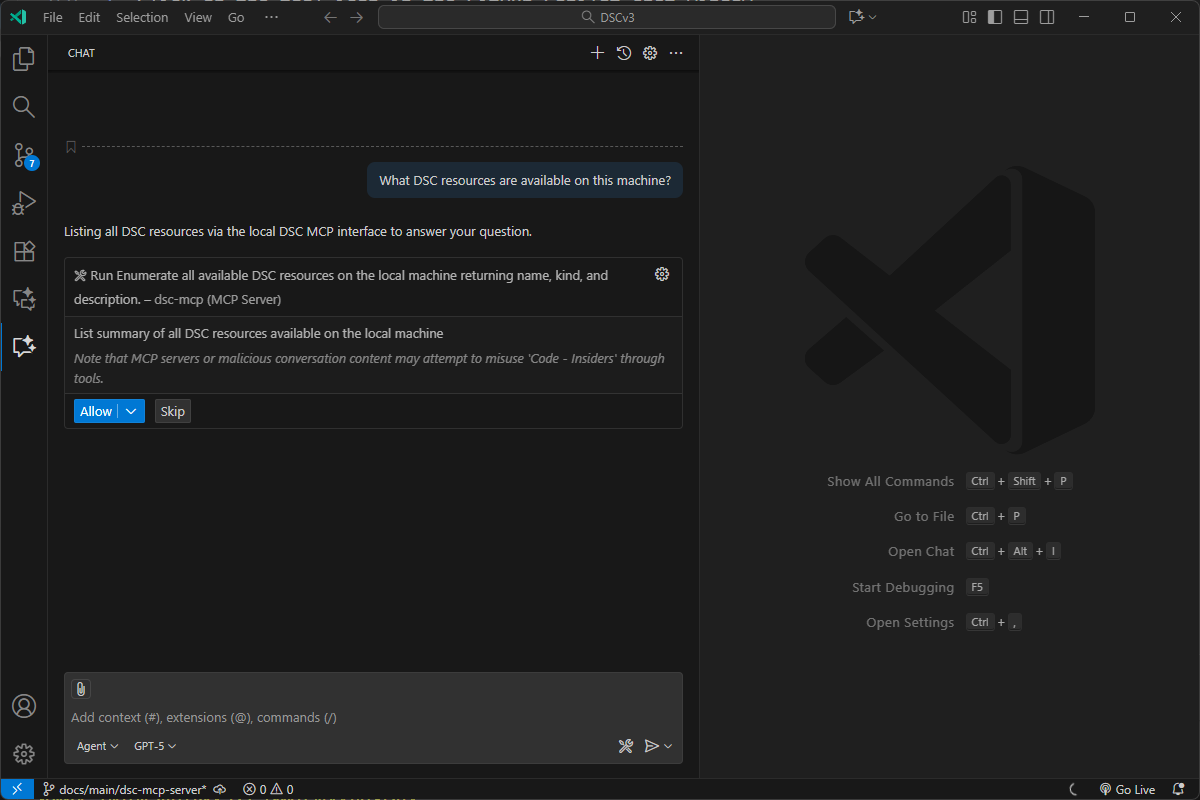 File Edit Selection View Go ··· DSCv3
CHAT
What DSC resources are available on this machine?
Listing all DSC resources via the local DSC MCP interface to answer your question.
Run Enumerate all available DSC resources on the local machine returning name, kind, and
description. – dsc-mcp (MCP Server)
List summary of all DSC resources available on the local machine
Note that MCP servers or malicious conversation content may attempt to misuse 'Code - Insiders' through
tools.
Allow Skip
7
Show All Commands Ctrl + Shift + P
Go to File Ctrl + P
Open Chat Ctrl + Alt + I
Start Debugging F5
Open Settings Ctrl + ,
Add context (#), extensions (@), commands (/)
Agent GPT-5
docs/main/dsc-mcp-server* 0 0 Go Live